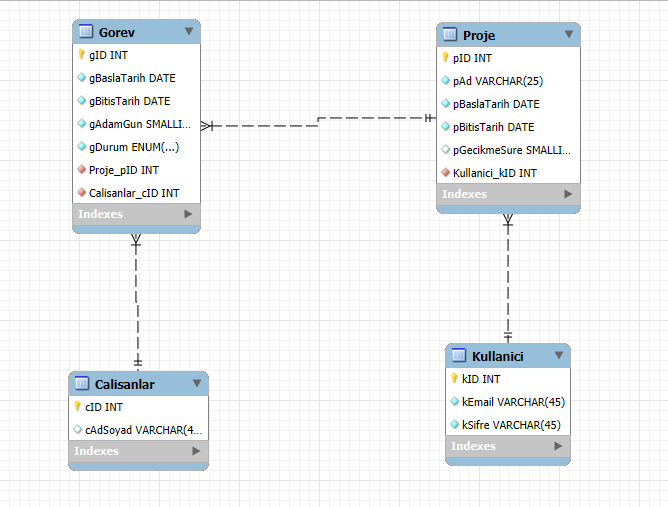 Gorev
gID INT
gBaslaTarih DATE
gBitisTarih DATE
gAdamGun SMALLI...
gDurum ENUM(...)
Proje_pID INT
Calisanlar_cID INT
Indexes
Proje
pID INT
pAd VARCHAR(25)
pBaslaTarih DATE
pBitisTarih DATE
pGecikmeSure SMALLI...
Kullanici_kID INT
Indexes
Calisanlar
cID INT
cAdSoyad VARCHAR(4...
Indexes
Kullanici
kID INT
kEmail VARCHAR(45)
kSifre VARCHAR(45)
Indexes